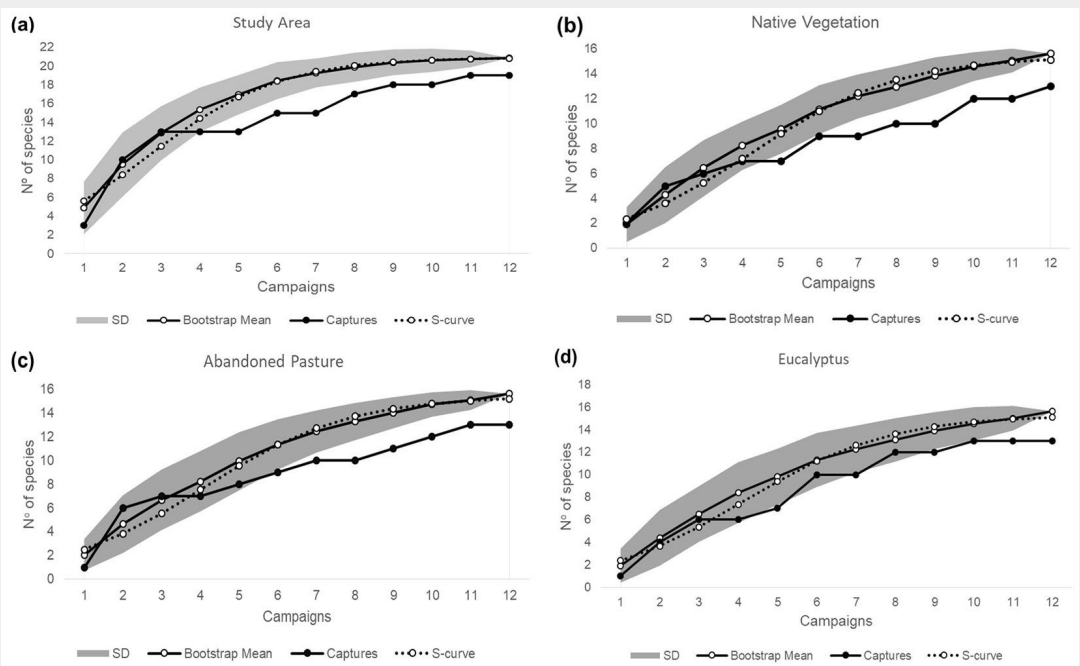 (a)
Study Area
Nº of species
22
20
18
16
14
12
10
8
6
4
2
0
1 2 3 4 5 6 7 8 9 10 11 12
Campaigns
SD Bootstrap Mean Captures S-curve
(b)
Native Vegetation
Nº of species
16
14
12
10
8
6
4
2
0
1 2 3 4 5 6 7 8 9 10 11 12
Campaigns
SD Bootstrap Mean Captures S-curve
(c)
Abandoned Pasture
Nº of species
16
14
12
10
8
6
4
2
0
1 2 3 4 5 6 7 8 9 10 11 12
Campaigns
SD Bootstrap Mean Captures S-curve
(d)
Eucalyptus
Nº of species
18
16
14
12
10
8
6
4
2
0
1 2 3 4 5 6 7 8 9 10 11 12
Campaigns
SD Bootstrap Mean Captures S-curve